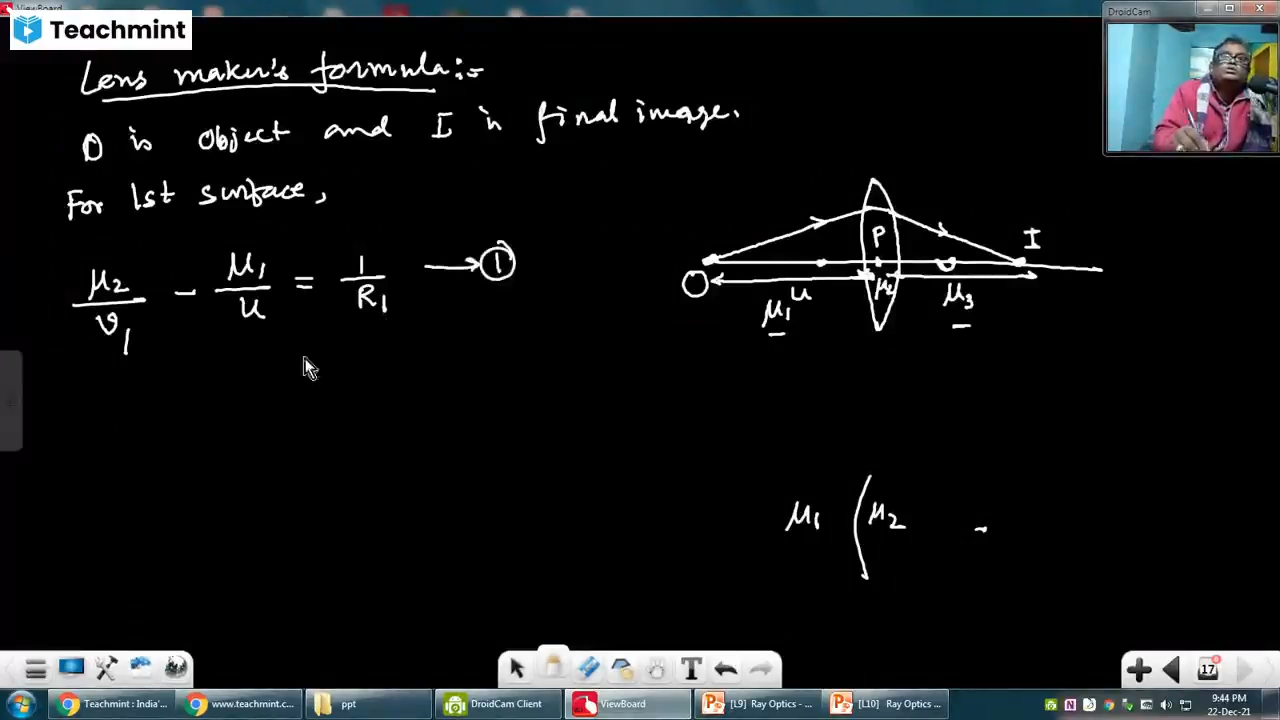 ViewBoard
DroidCam
Teachmint
Lens maker's formula:-
O is object and I is final image.
For 1st surface,
μ2/v1 - μ1/u = 1/R1 → ①
P
I
O
u
μ1
μ2
μ3
μ1 ( μ2 -
T
17
Teachmint : India'...
www.teachmint.c...
ppt
DroidCam Client
ViewBoard
[L9] Ray Optics - ...
[L10] Ray Optics ...
9:44 PM
22-Dec-21